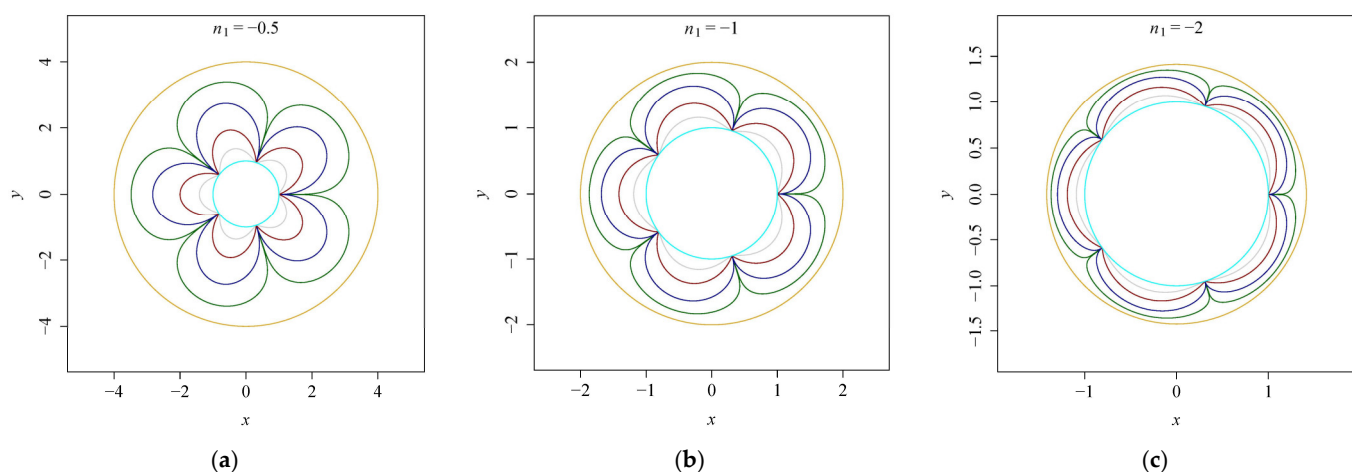 n₁ = −0.5
4
2
0
−2
−4
y
−4 −2 0 2 4
x
(a)
n₁ = −1
2
1
0
−1
−2
y
−2 −1 0 1 2
x
(b)
n₁ = −2
1.5
1.0
0.5
0.0
−0.5
−1.0
−1.5
y
−1 0 1
x
(c)